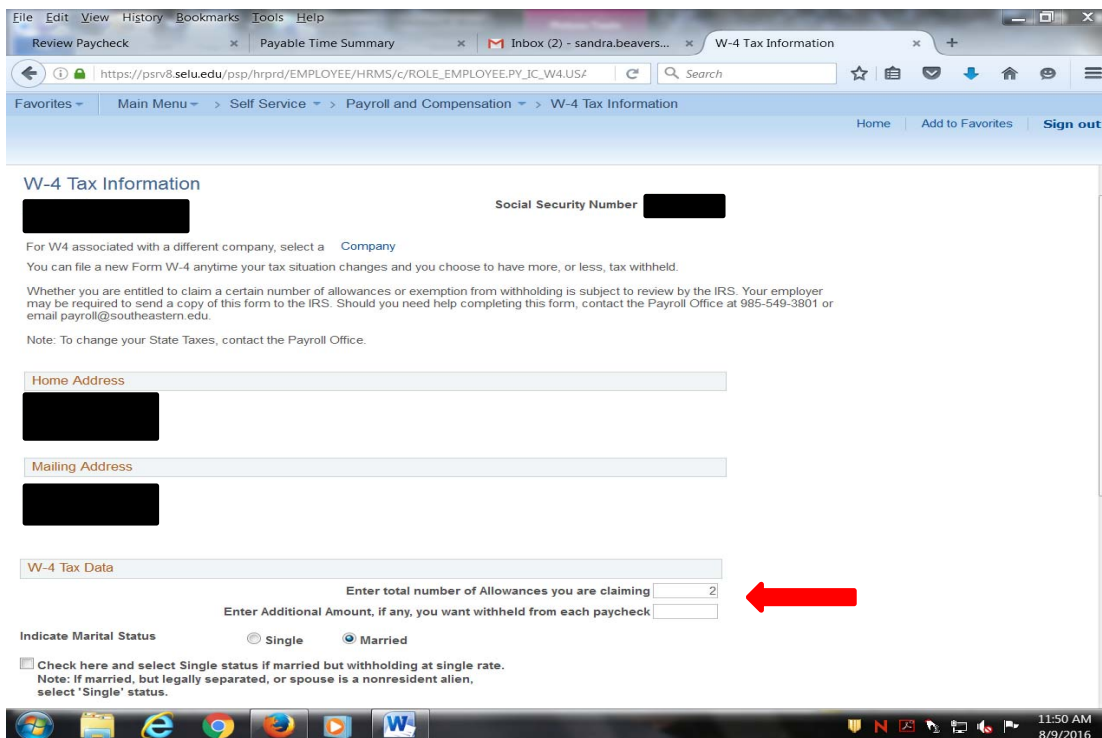 File Edit View History Bookmarks Tools Help
Review Paycheck × Payable Time Summary × Inbox (2) - sandra.beavers... × W-4 Tax Information × +
https://psrv8.selu.edu/psp/hrprd/EMPLOYEE/HRMS/c/ROLE_EMPLOYEE.PY_IC_W4.USA Search
Favorites Main Menu > Self Service > Payroll and Compensation > W-4 Tax Information
Home Add to Favorites Sign out
W-4 Tax Information
Social Security Number
For W4 associated with a different company, select a Company
You can file a new Form W-4 anytime your tax situation changes and you choose to have more, or less, tax withheld.
Whether you are entitled to claim a certain number of allowances or exemption from withholding is subject to review by the IRS. Your employer
may be required to send a copy of this form to the IRS. Should you need help completing this form, contact the Payroll Office at 985-549-3801 or
email payroll@southeastern.edu.
Note: To change your State Taxes, contact the Payroll Office.
Home Address
Mailing Address
W-4 Tax Data
Enter total number of Allowances you are claiming 2
Enter Additional Amount, if any, you want withheld from each paycheck
Indicate Marital Status Single Married
Check here and select Single status if married but withholding at single rate.
Note: If married, but legally separated, or spouse is a nonresident alien,
select 'Single' status.
11:50 AM
8/9/2016